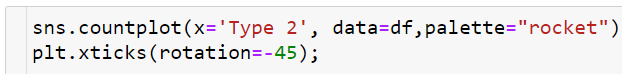 sns.countplot(x='Type 2', data=df,palette="rocket")
plt.xticks(rotation=-45);